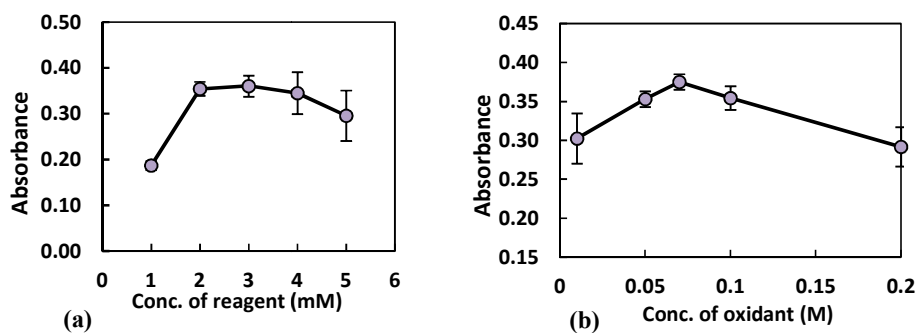 0.50
0.40
0.30
0.20
0.10
0.00
Absorbance
0 1 2 3 4 5 6
Conc. of reagent (mM)
(a)
0.45
0.40
0.35
0.30
0.25
0.20
0.15
Absorbance
0 0.05 0.1 0.15 0.2
Conc. of oxidant (M)
(b)